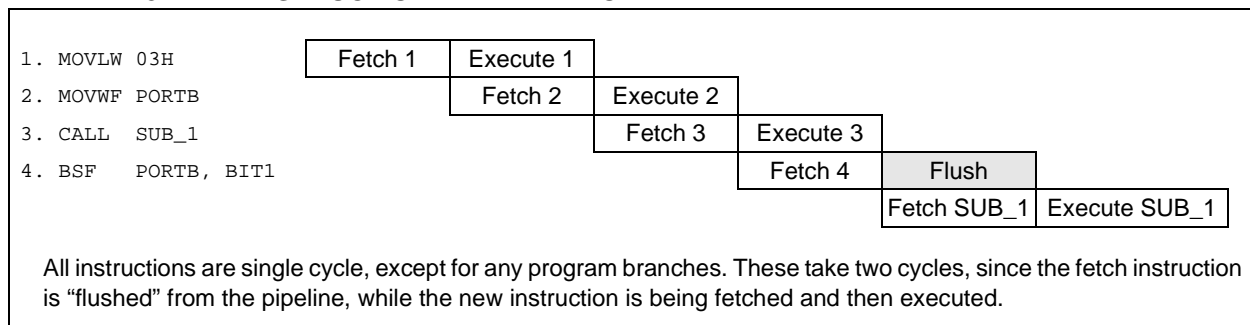 1. MOVLW 03H Fetch 1 Execute 1
2. MOVWF PORTB Fetch 2 Execute 2
3. CALL SUB_1 Fetch 3 Execute 3
4. BSF PORTB, BIT1 Fetch 4 Flush
Fetch SUB_1 Execute SUB_1
All instructions are single cycle, except for any program branches. These take two cycles, since the fetch instruction
is “flushed” from the pipeline, while the new instruction is being fetched and then executed.